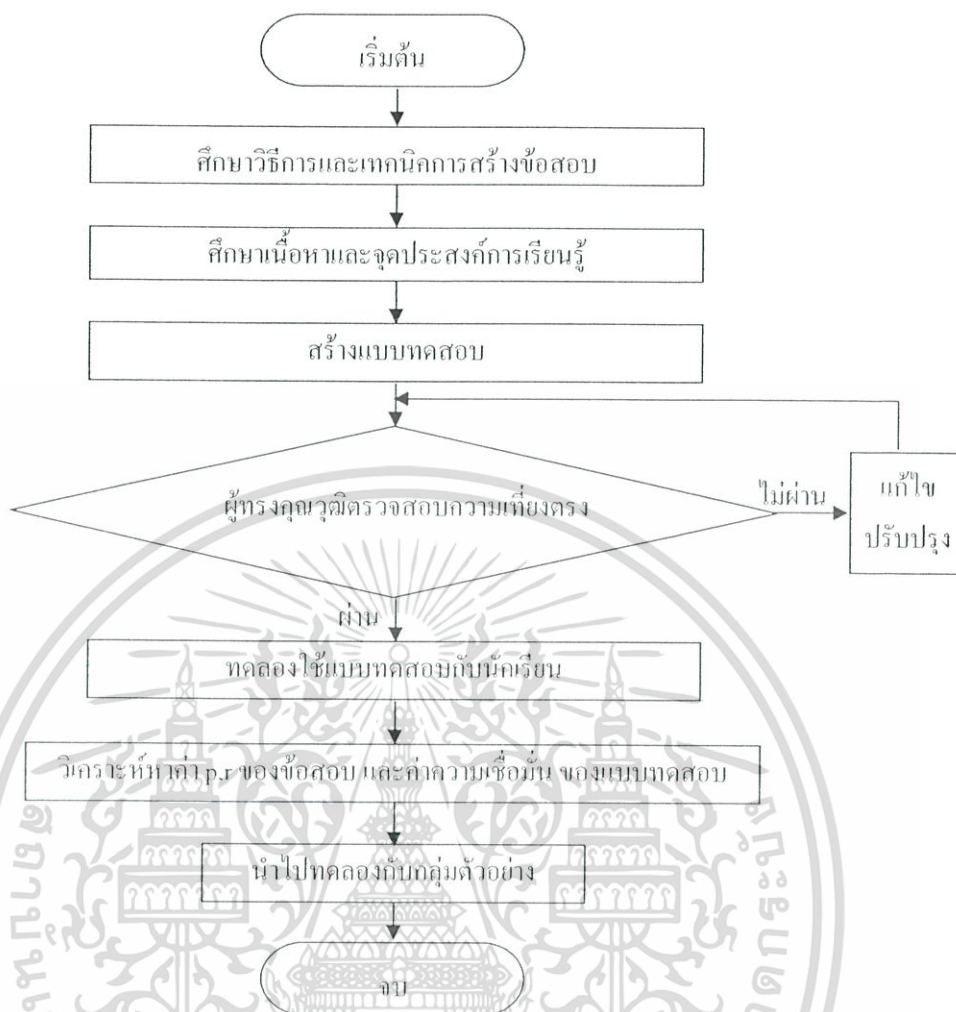 เริ่มต้น
ศึกษาวิธีการและเทคนิคการสร้างข้อสอบ
ศึกษาเนื้อหาและจุดประสงค์การเรียนรู้
สร้างแบบทดสอบ
ผู้ทรงคุณวุฒิตรวจสอบความเที่ยงตรง
ไม่ผ่าน
แก้ไข
ปรับปรุง
ผ่าน
ทดลองใช้แบบทดสอบกับนักเรียน
วิเคราะห์หาค่า p,r ของข้อสอบ และค่าความเชื่อมั่น ของแบบทดสอบ
นำไปทดลองกับกลุ่มตัวอย่าง
จบ